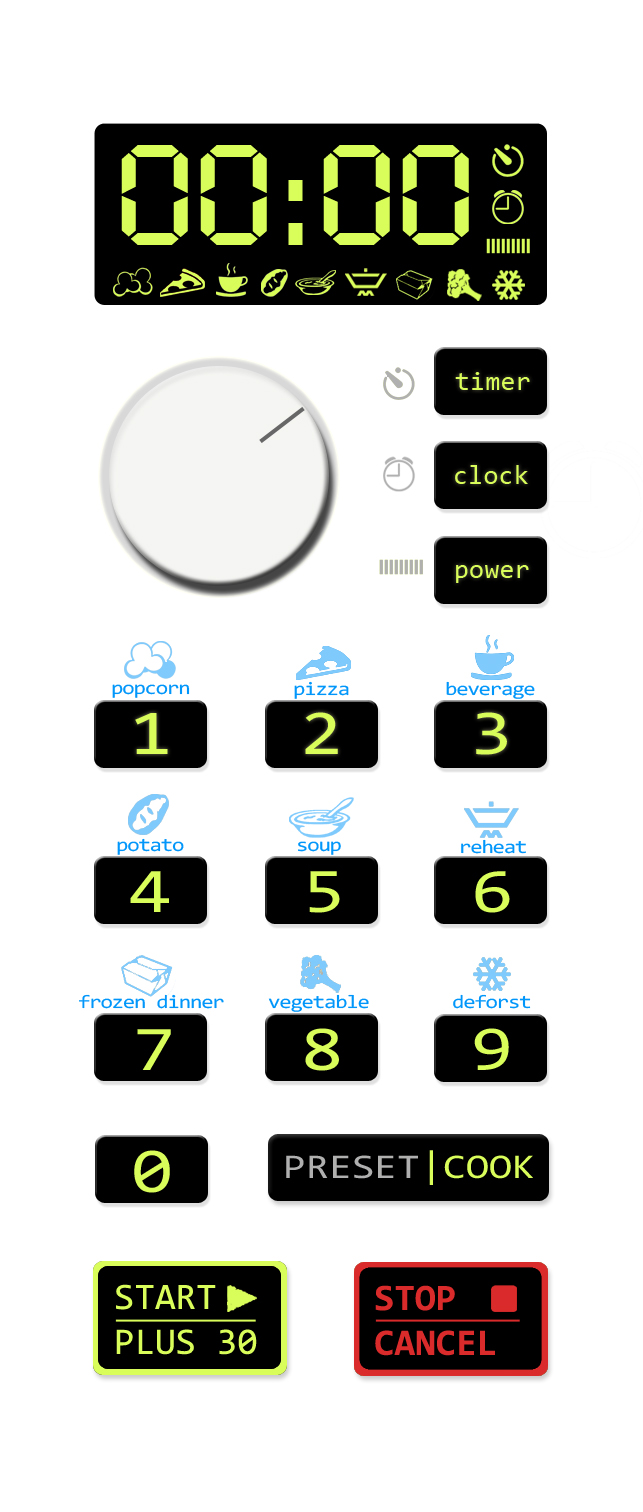 00:00
timer
clock
power
popcorn pizza beverage
1 2 3
potato soup reheat
4 5 6
frozen dinner vegetable deforst
7 8 9
0 PRESET|COOK
START STOP
PLUS 30 CANCEL